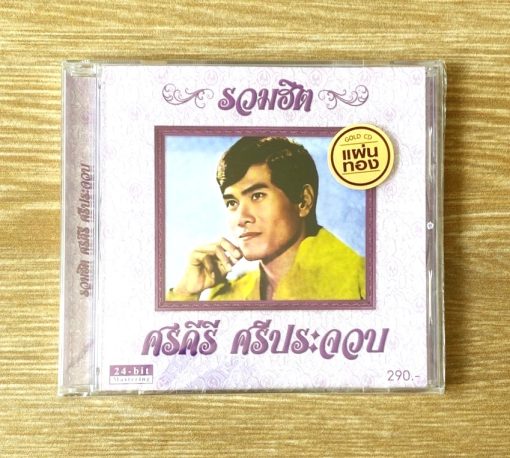 รวมฮิต
GOLD CD
แผ่น
ทอง
รวมฮิต ศรคีรี ศรีประจวบ
ศรคีรี ศรีประจวบ
24-bit
Mastering
290.-